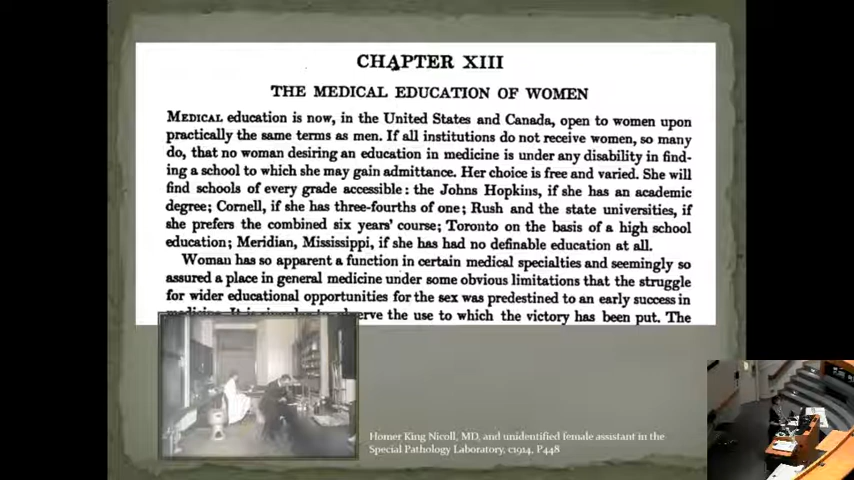 CHAPTER XIII
THE MEDICAL EDUCATION OF WOMEN
MEDICAL education is now, in the United States and Canada, open to women upon
practically the same terms as men. If all institutions do not receive women, so many
do, that no woman desiring an education in medicine is under any disability in find-
ing a school to which she may gain admittance. Her choice is free and varied. She will
find schools of every grade accessible: the Johns Hopkins, if she has an academic
degree; Cornell, if she has three-fourths of one; Rush and the state universities, if
she prefers the combined six years' course; Toronto on the basis of a high school
education; Meridian, Mississippi, if she has had no definable education at all.
Woman has so apparent a function in certain medical specialties and seemingly so
assured a place in general medicine under some obvious limitations that the struggle
for wider educational opportunities for the sex was predestined to an early success in
medicine. It is observe the use to which the victory has been put. The
Homer King Nicoll, MD, and unidentified female assistant in the
Special Pathology Laboratory, c1914, P448